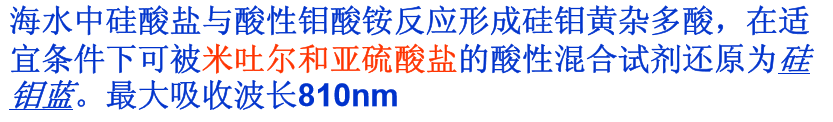 海水中硅酸盐与酸性钼酸铵反应形成硅钼黄杂多酸，在适
宜条件下可被米吐尔和亚硫酸盐的酸性混合试剂还原为硅
钼蓝。最大吸收波长810nm